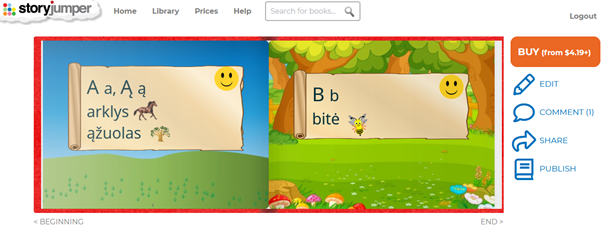 storyjumper
Home Library Prices Help
Search for books...
Logout
A a, Ą ą
arklys
ąžuolas
B b
bitė
BUY (from $4.19+)
EDIT
COMMENT (1)
SHARE
PUBLISH
< BEGINNING
END >